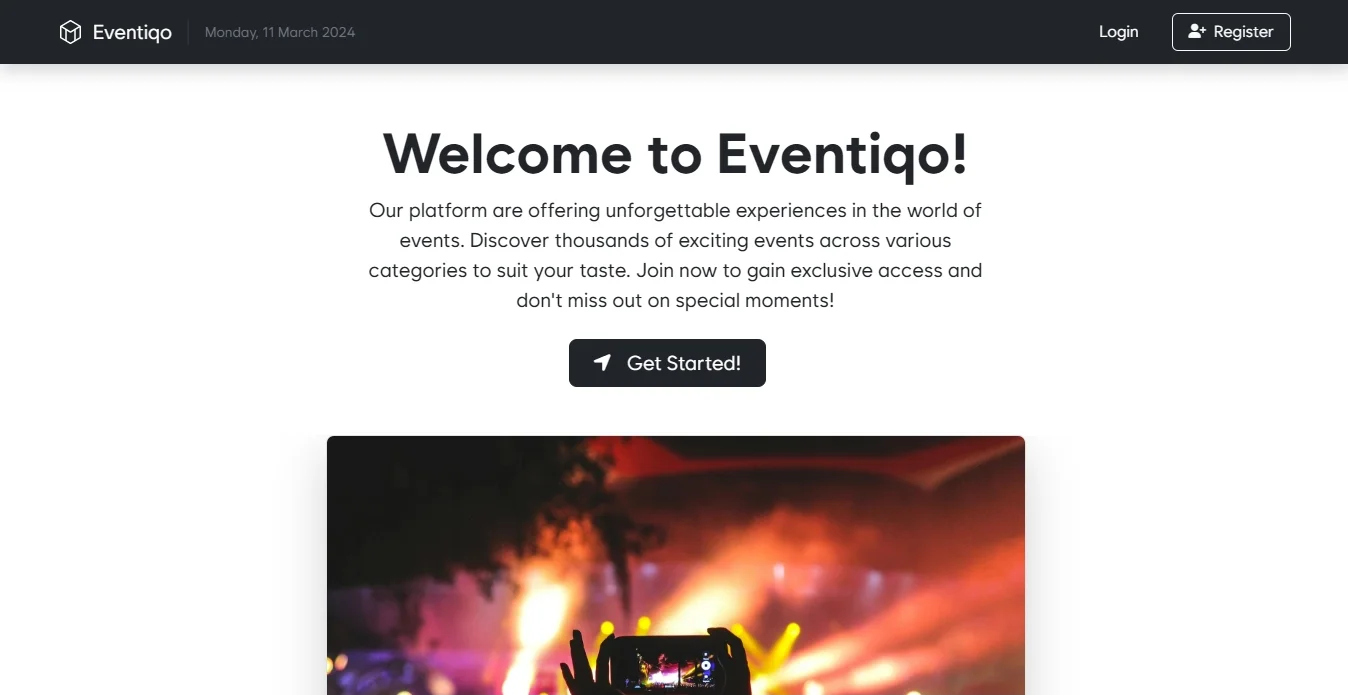 Eventiqo
Monday, 11 March 2024
Login
Register
Welcome to Eventiqo!
Our platform are offering unforgettable experiences in the world of
events. Discover thousands of exciting events across various
categories to suit your taste. Join now to gain exclusive access and
don't miss out on special moments!
Get Started!